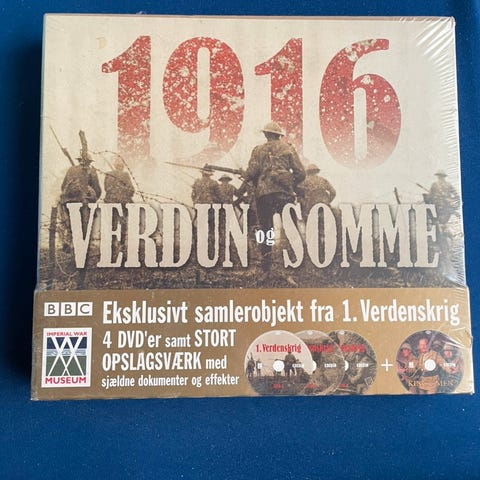 1916
VERDUN og SOMME
BBC
Eksklusivt samlerobjekt fra 1. Verdenskrig
IMPERIAL WAR
MUSEUM
4 DVD'er samt STORT
OPSLAGSVÆRK med
sjældne dokumenter og effekter
1. Verdenskrig
+